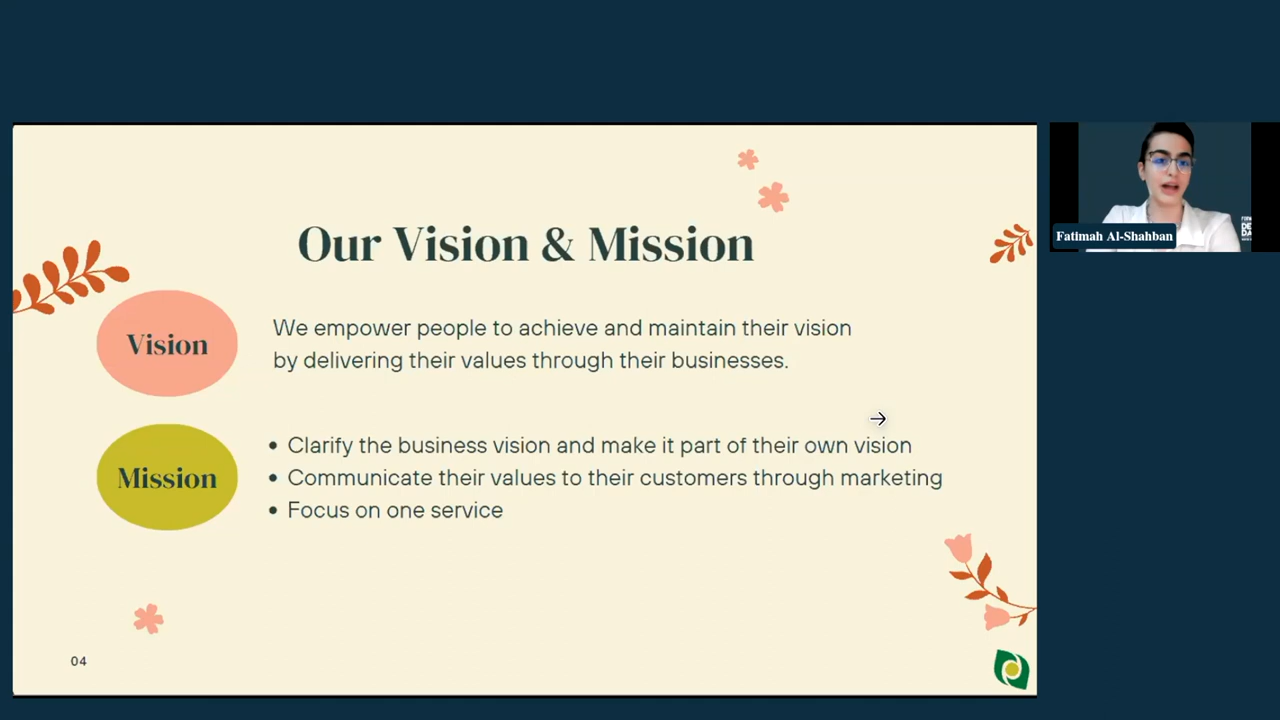 Our Vision & Mission
Vision
We empower people to achieve and maintain their vision
by delivering their values through their businesses.
Mission
• Clarify the business vision and make it part of their own vision
• Communicate their values to their customers through marketing
• Focus on one service
04
Fatimah Al-Shahban